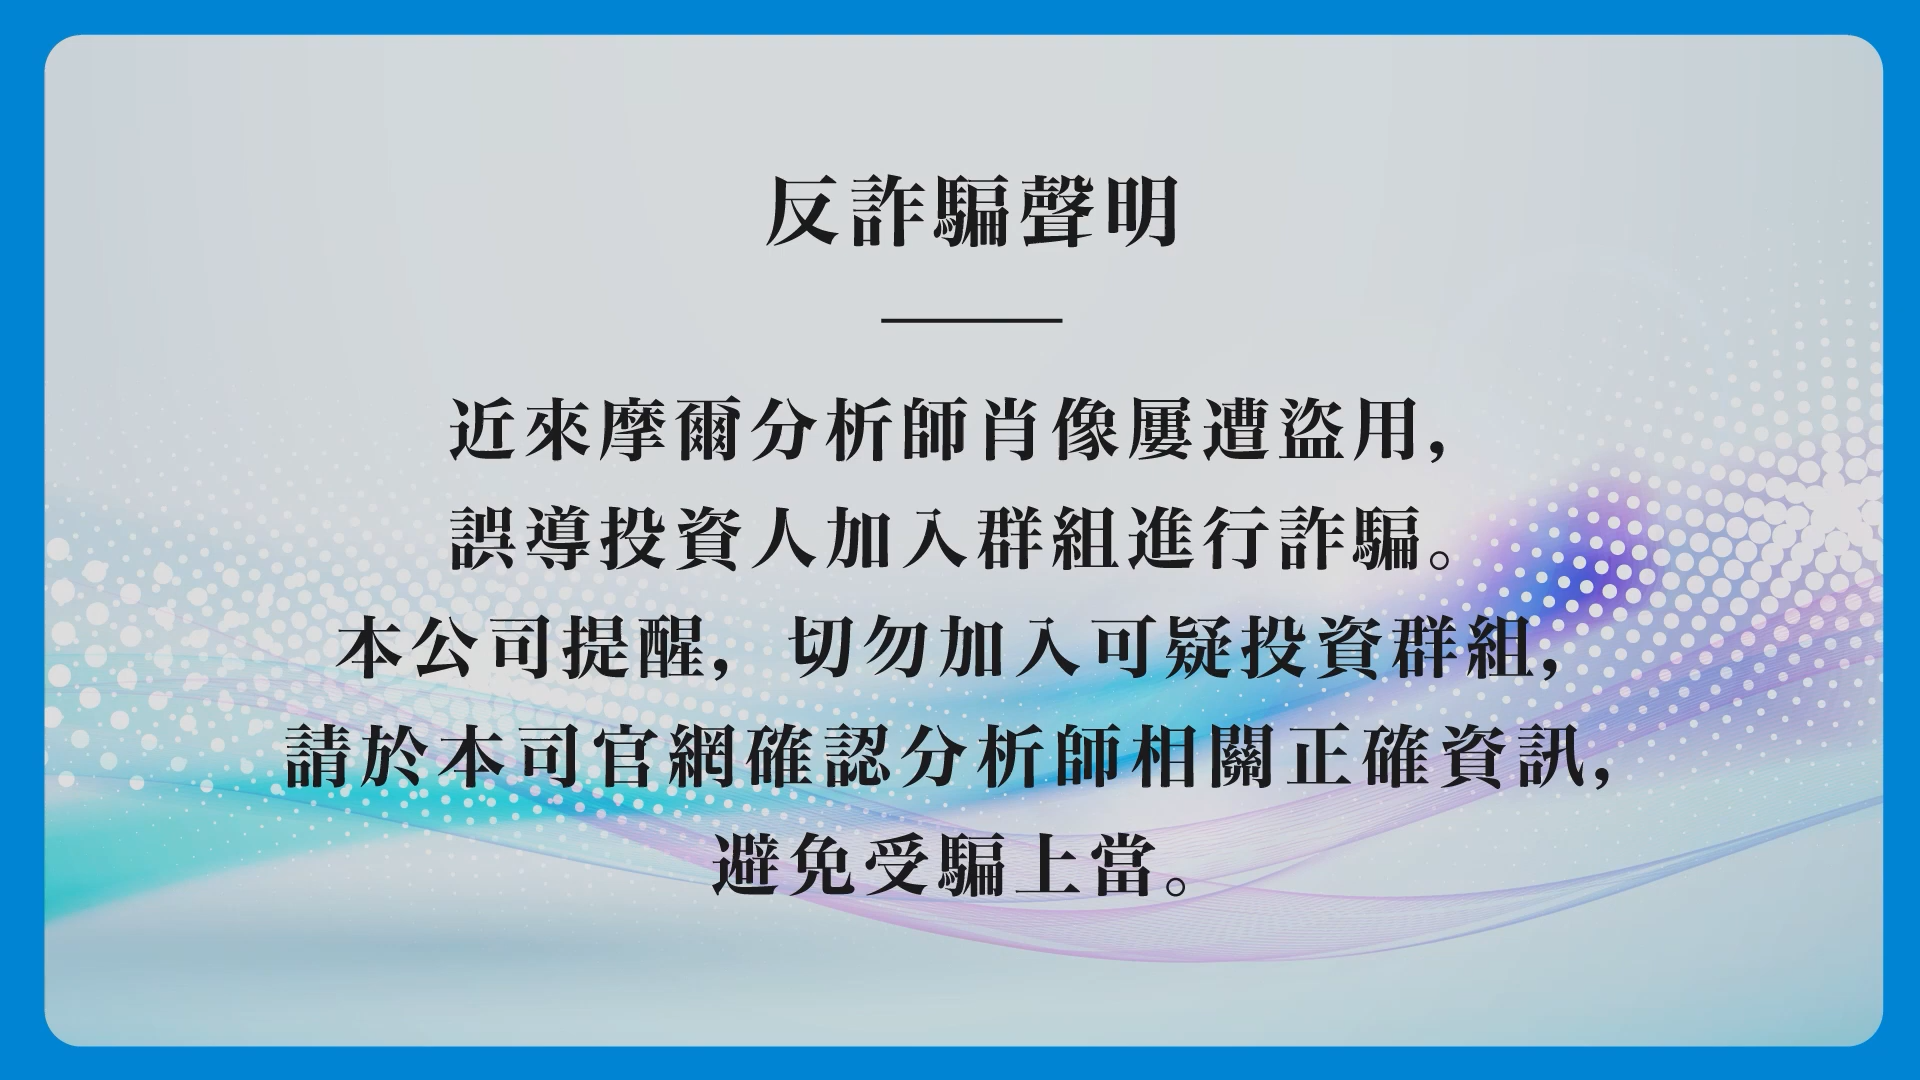 反詐騙聲明
近來摩爾分析師肖像屢遭盜用，
誤導投資人加入群組進行詐騙。
本公司提醒，切勿加入可疑投資群組，
請於本司官網確認分析師相關正確資訊，
避免受騙上當。